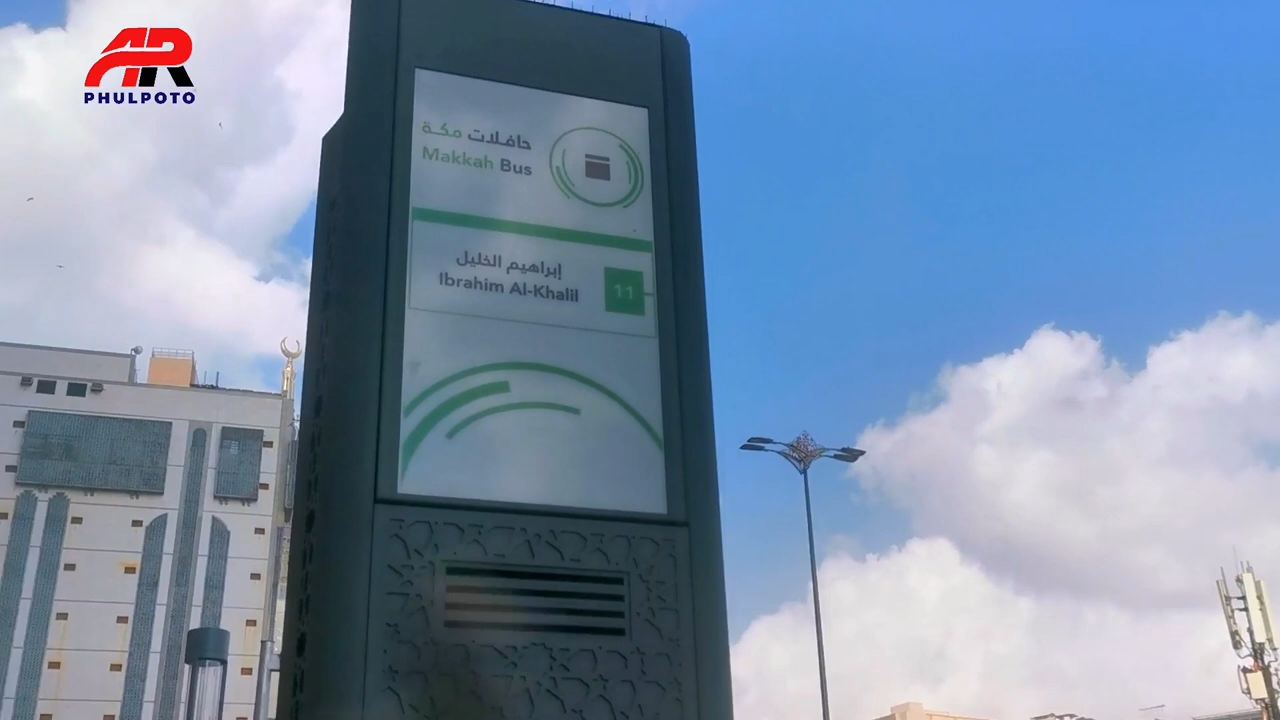 AR
PHULPOTO
حافلات مكة
Makkah Bus
إبراهيم الخليل
Ibrahim Al-Khalil
11